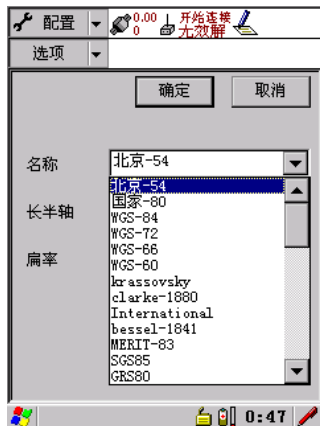 配置
0.00
0
开始连接
无效解
选项
确定
取消
名称
北京-54
长半轴
扁率
北京-54
国家-80
WGS-84
WGS-72
WGS-66
WGS-60
krassovsky
clarke-1880
International
bessel-1841
MERIT-83
SGS85
GRS80
0:47